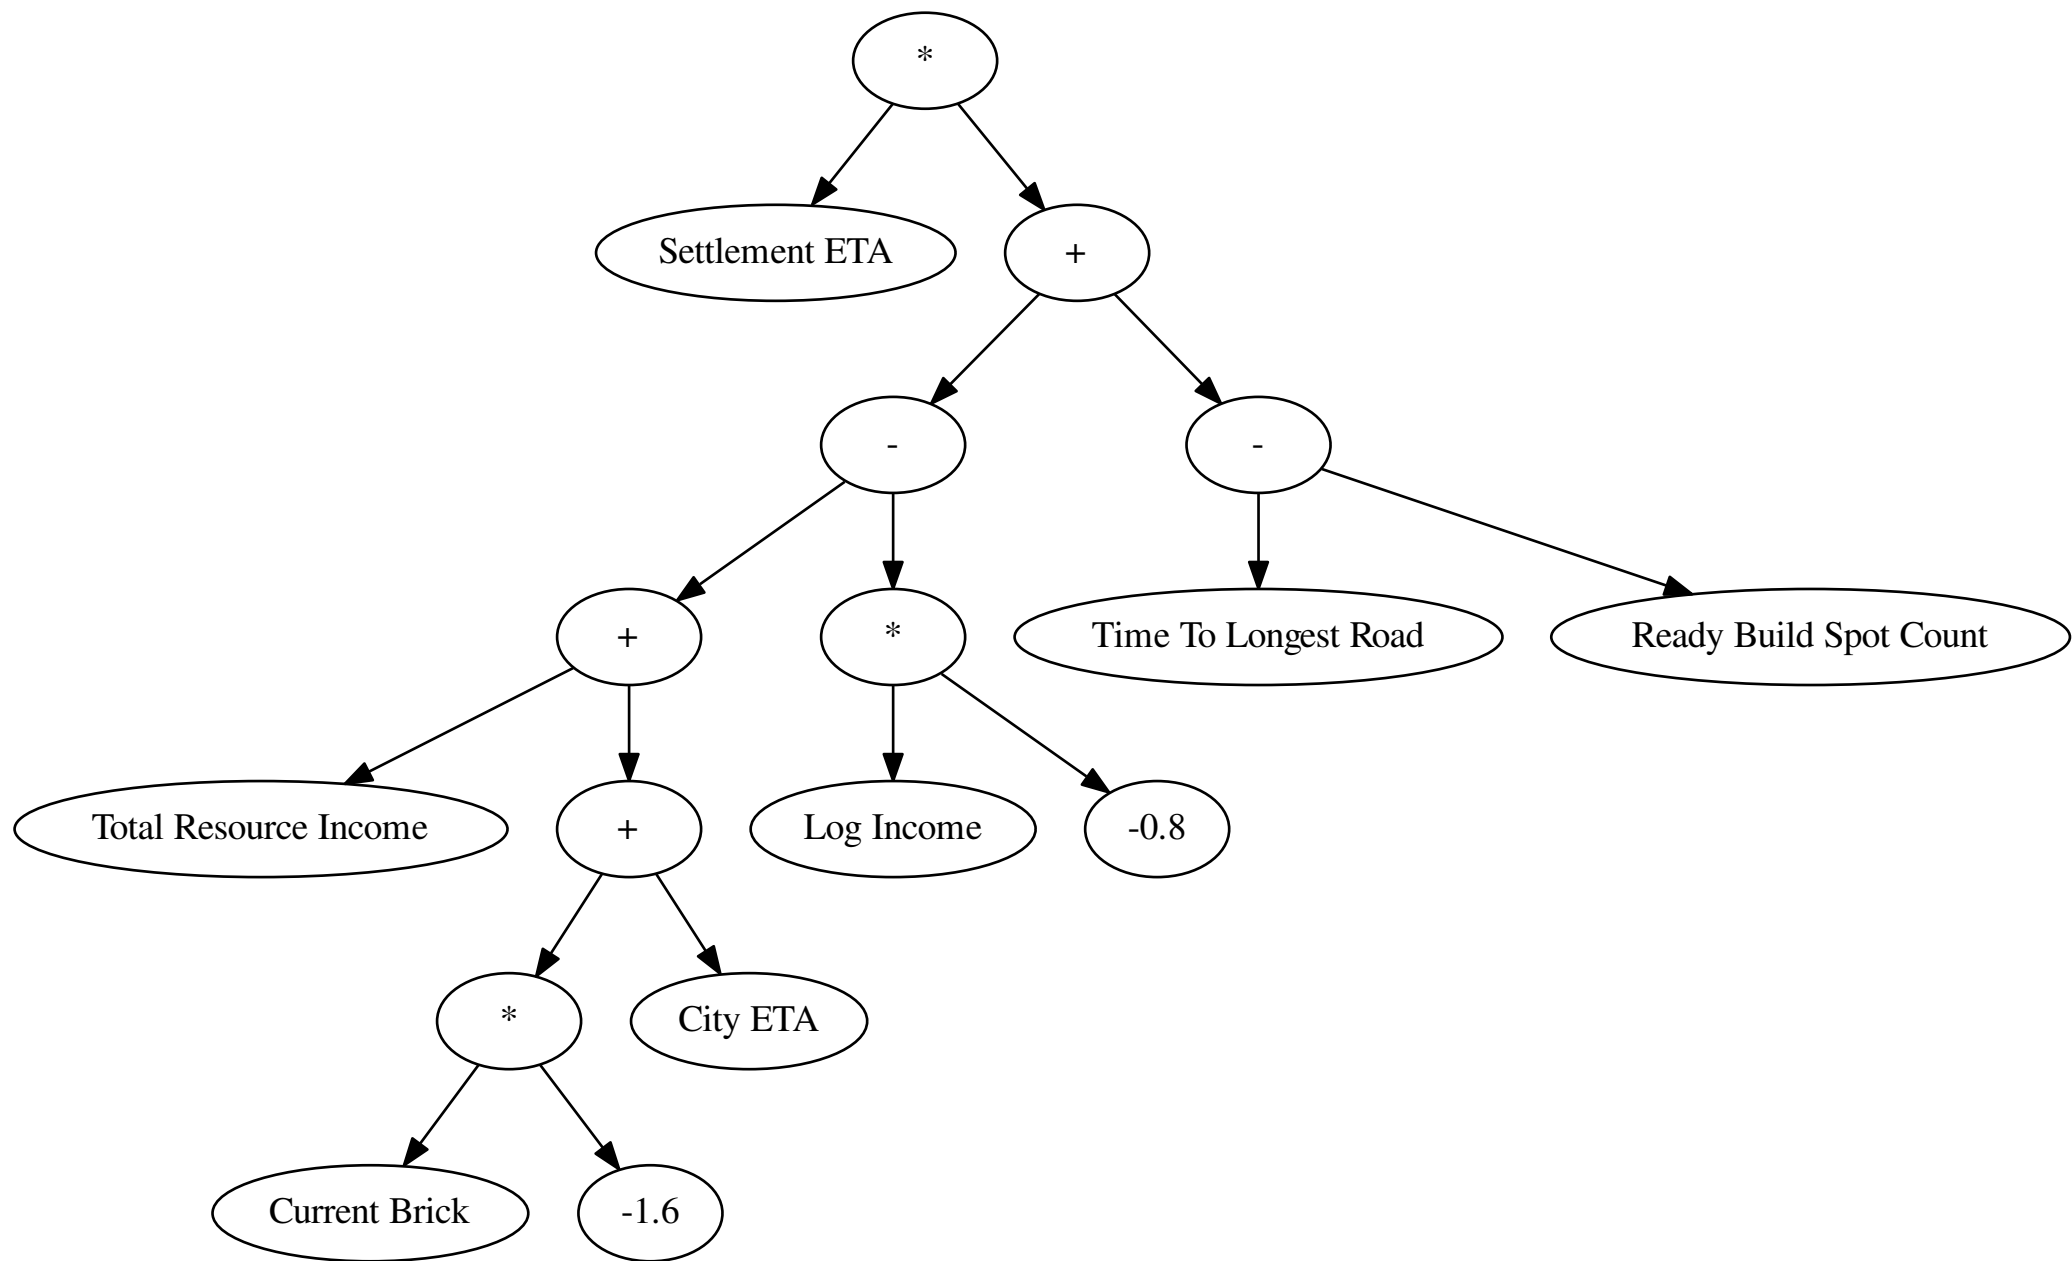 *
Settlement ETA
+
-
-
+
*
Time To Longest Road
Ready Build Spot Count
Total Resource Income
+
Log Income
-0.8
*
City ETA
Current Brick
-1.6